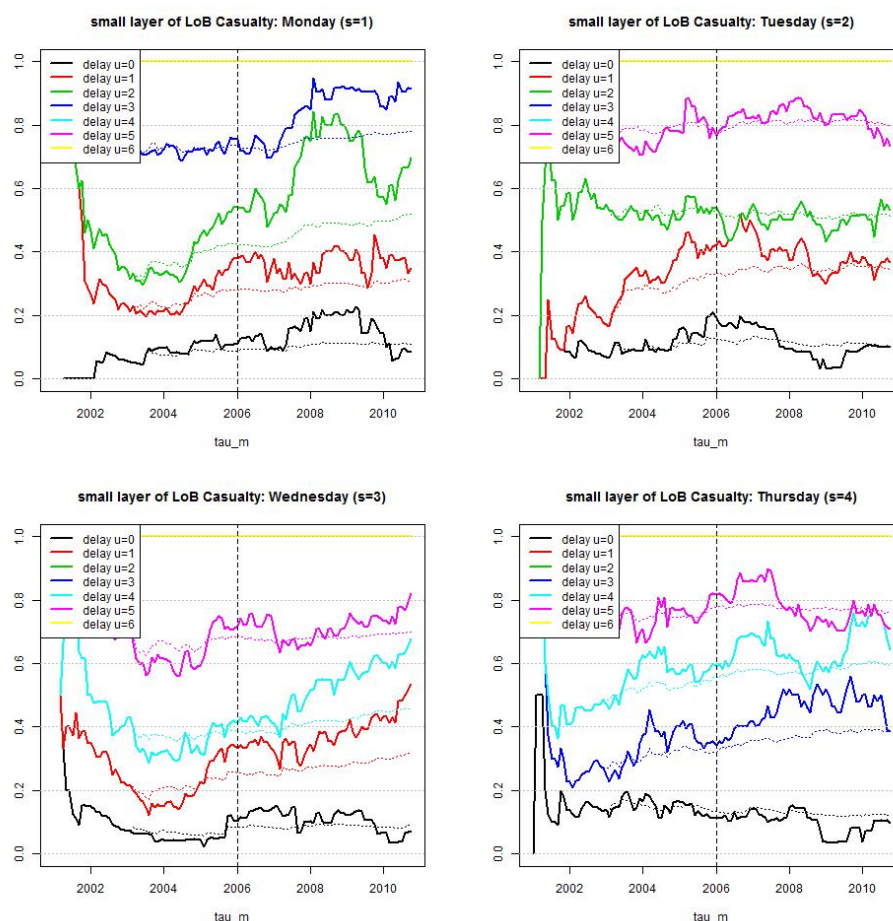 small layer of LoB Casualty: Monday (s=1)
1.0
0.8
0.6
0.4
0.2
0.0
delay u=0
delay u=1
delay u=2
delay u=3
delay u=4
delay u=5
delay u=6
2002 2004 2006 2008 2010
tau_m
small layer of LoB Casualty: Tuesday (s=2)
1.0
0.8
0.6
0.4
0.2
0.0
delay u=0
delay u=1
delay u=2
delay u=3
delay u=4
delay u=5
delay u=6
2002 2004 2006 2008 2010
tau_m
small layer of LoB Casualty: Wednesday (s=3)
1.0
0.8
0.6
0.4
0.2
0.0
delay u=0
delay u=1
delay u=2
delay u=3
delay u=4
delay u=5
delay u=6
2002 2004 2006 2008 2010
tau_m
small layer of LoB Casualty: Thursday (s=4)
1.0
0.8
0.6
0.4
0.2
0.0
delay u=0
delay u=1
delay u=2
delay u=3
delay u=4
delay u=5
delay u=6
2002 2004 2006 2008 2010
tau_m